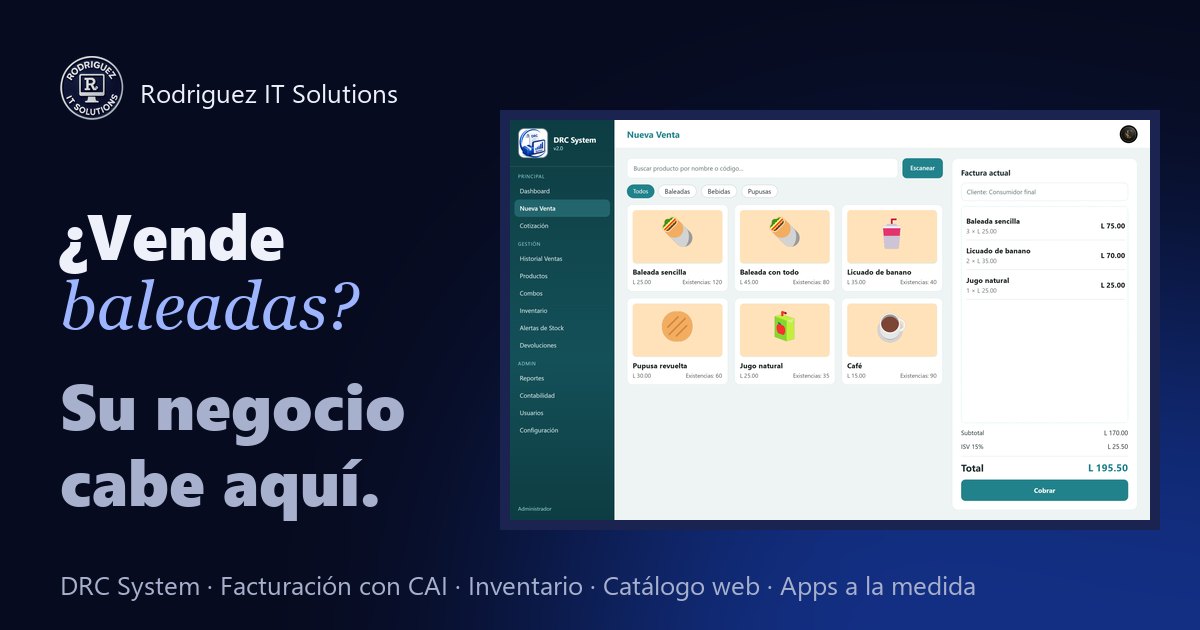 RODRIGUEZ
R
IT SOLUTIONS
Rodriguez IT Solutions
¿Vende
baleadas?
Su negocio
cabe aquí.
DRC System
v2.0
PRINCIPAL
Dashboard
Nueva Venta
Cotización
GESTIÓN
Historial Ventas
Productos
Combos
Inventario
Alertas de Stock
Devoluciones
ADMIN
Reportes
Contabilidad
Usuarios
Configuración
Administrador
Nueva Venta
Buscar producto por nombre o código...
Escanear
Todos Baleadas Bebidas Pupusas
Baleada sencilla
L 25.00 Existencias: 120
Baleada con todo
L 45.00 Existencias: 80
Licuado de banano
L 35.00 Existencias: 40
Pupusa revuelta
L 30.00 Existencias: 60
Jugo natural
L 25.00 Existencias: 35
Café
L 15.00 Existencias: 90
Factura actual
Cliente: Consumidor final
Baleada sencilla
3 × L 25.00 L 75.00
Licuado de banano
2 × L 35.00 L 70.00
Jugo natural
1 × L 25.00 L 25.00
Subtotal L 170.00
ISV 15% L 25.50
Total L 195.50
Cobrar
DRC System · Facturación con CAI · Inventario · Catálogo web · Apps a la medida